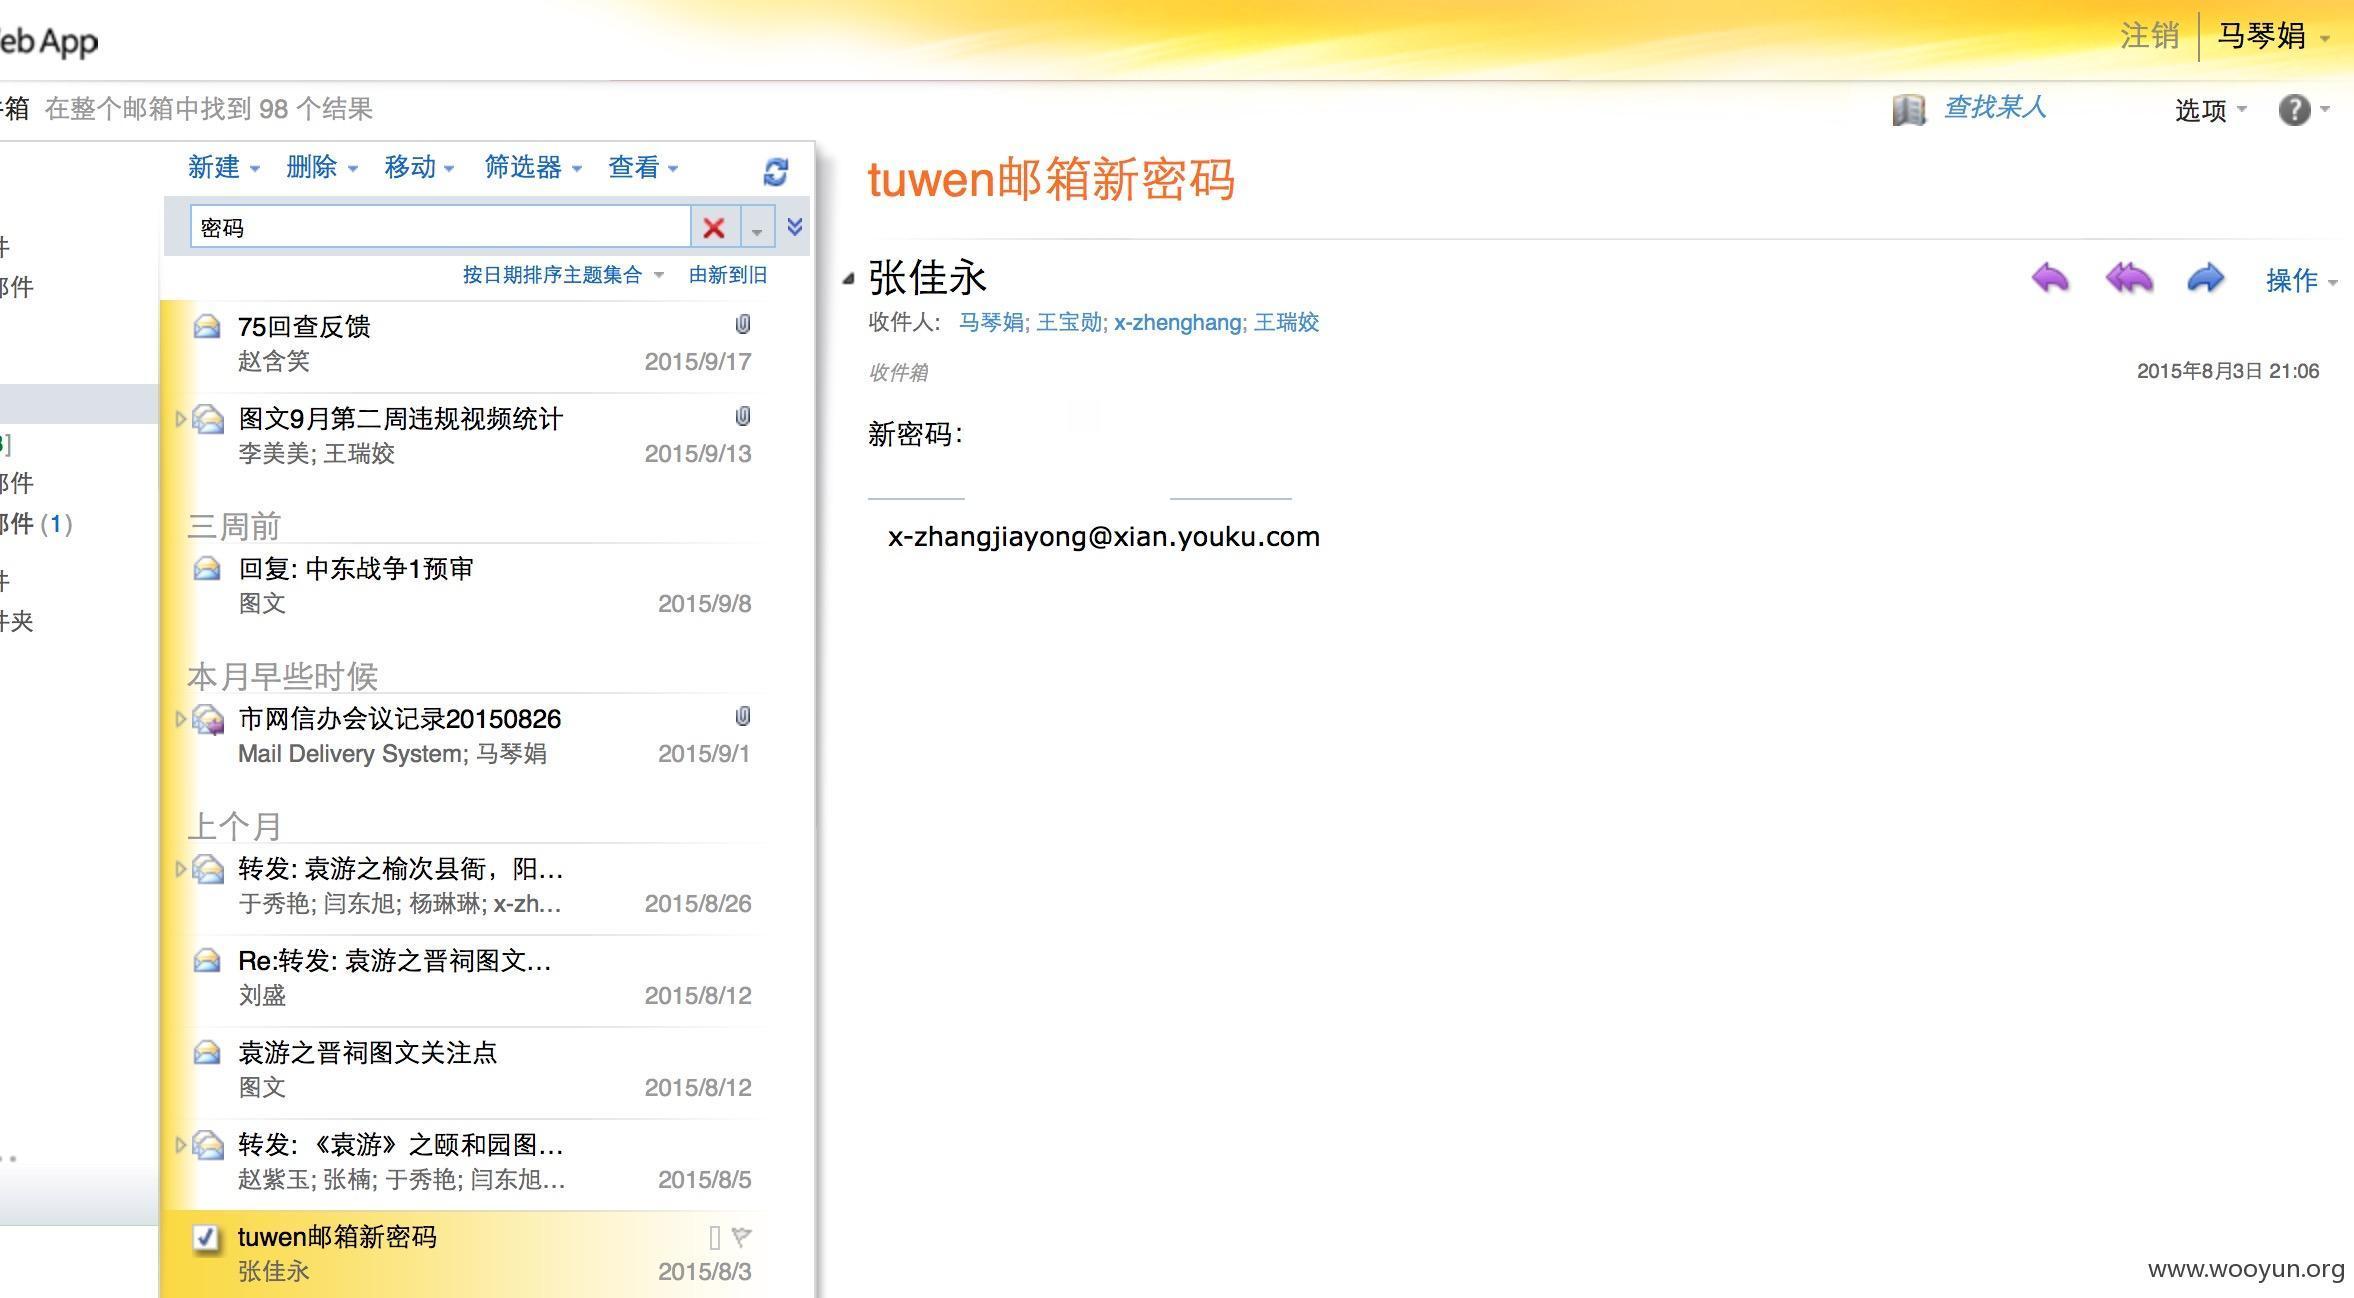 eb App
注销
马琴娟
件箱 在整个邮箱中找到 98 个结果
查找某人
选项
新建
删除
移动
筛选器
查看
密码
按日期排序主题集合
由新到旧
件
邮件
3]
邮件
邮件 (1)
件
件夹
75回查反馈
赵含笑
2015/9/17
图文9月第二周违规视频统计
李美美; 王瑞姣
2015/9/13
三周前
回复: 中东战争1预审
图文
2015/9/8
本月早些时候
市网信办会议记录20150826
Mail Delivery System; 马琴娟
2015/9/1
上个月
转发: 袁游之榆次县衙，阳...
于秀艳; 闫东旭; 杨琳琳; x-zh...
2015/8/26
Re:转发: 袁游之晋祠图文...
刘盛
2015/8/12
袁游之晋祠图文关注点
图文
2015/8/12
转发: 《袁游》之颐和园图...
赵紫玉; 张楠; 于秀艳; 闫东旭...
2015/8/5
tuwen邮箱新密码
张佳永
2015/8/3
tuwen邮箱新密码
张佳永
操作
收件人: 马琴娟; 王宝勋; x-zhenghang; 王瑞姣
收件箱
2015年8月3日 21:06
新密码:
x-zhangjiayong@xian.youku.com
www.wooyun.org